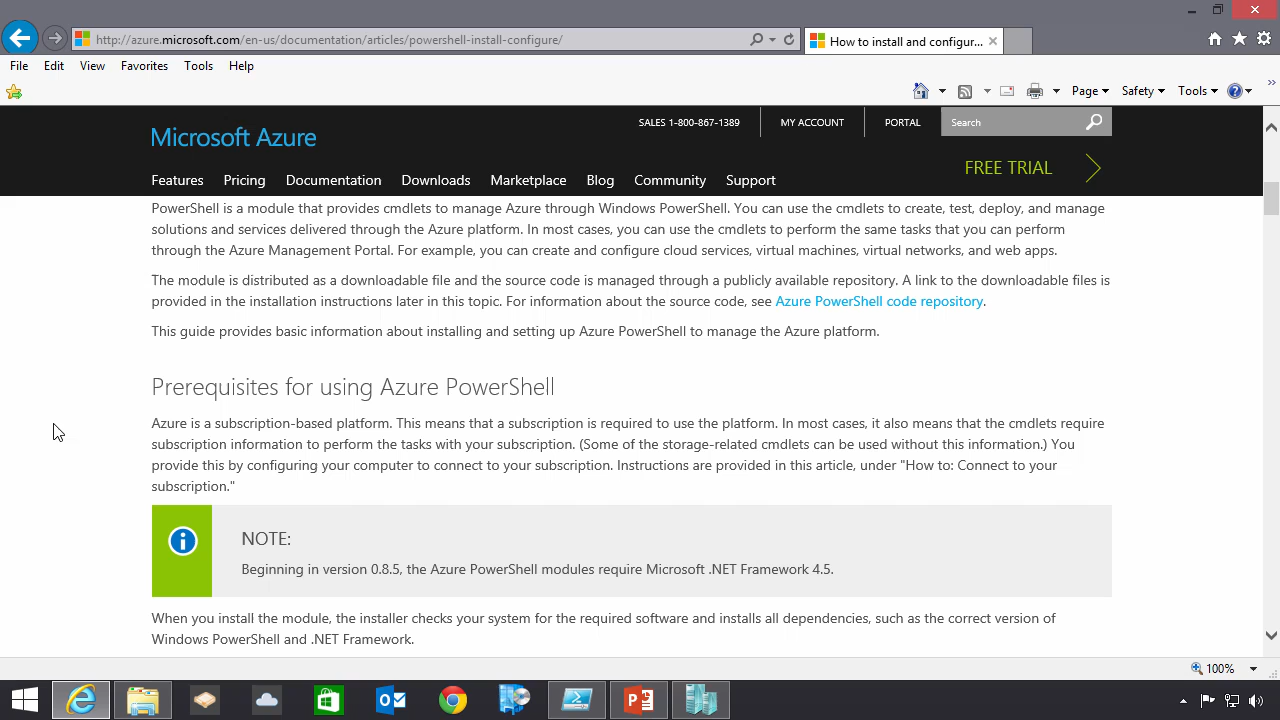 http://azure.microsoft.com/en-us/documentation/articles/powershell-install-configure/
How to install and configur...
File Edit View Favorites Tools Help
Page Safety Tools
SALES 1-800-867-1389 MY ACCOUNT PORTAL Search
Microsoft Azure
FREE TRIAL
Features Pricing Documentation Downloads Marketplace Blog Community Support
PowerShell is a module that provides cmdlets to manage Azure through Windows PowerShell. You can use the cmdlets to create, test, deploy, and manage
solutions and services delivered through the Azure platform. In most cases, you can use the cmdlets to perform the same tasks that you can perform
through the Azure Management Portal. For example, you can create and configure cloud services, virtual machines, virtual networks, and web apps.
The module is distributed as a downloadable file and the source code is managed through a publicly available repository. A link to the downloadable files is
provided in the installation instructions later in this topic. For information about the source code, see Azure PowerShell code repository.
This guide provides basic information about installing and setting up Azure PowerShell to manage the Azure platform.
Prerequisites for using Azure PowerShell
Azure is a subscription-based platform. This means that a subscription is required to use the platform. In most cases, it also means that the cmdlets require
subscription information to perform the tasks with your subscription. (Some of the storage-related cmdlets can be used without this information.) You
provide this by configuring your computer to connect to your subscription. Instructions are provided in this article, under "How to: Connect to your
subscription."
NOTE:
Beginning in version 0.8.5, the Azure PowerShell modules require Microsoft .NET Framework 4.5.
When you install the module, the installer checks your system for the required software and installs all dependencies, such as the correct version of
Windows PowerShell and .NET Framework.
100%